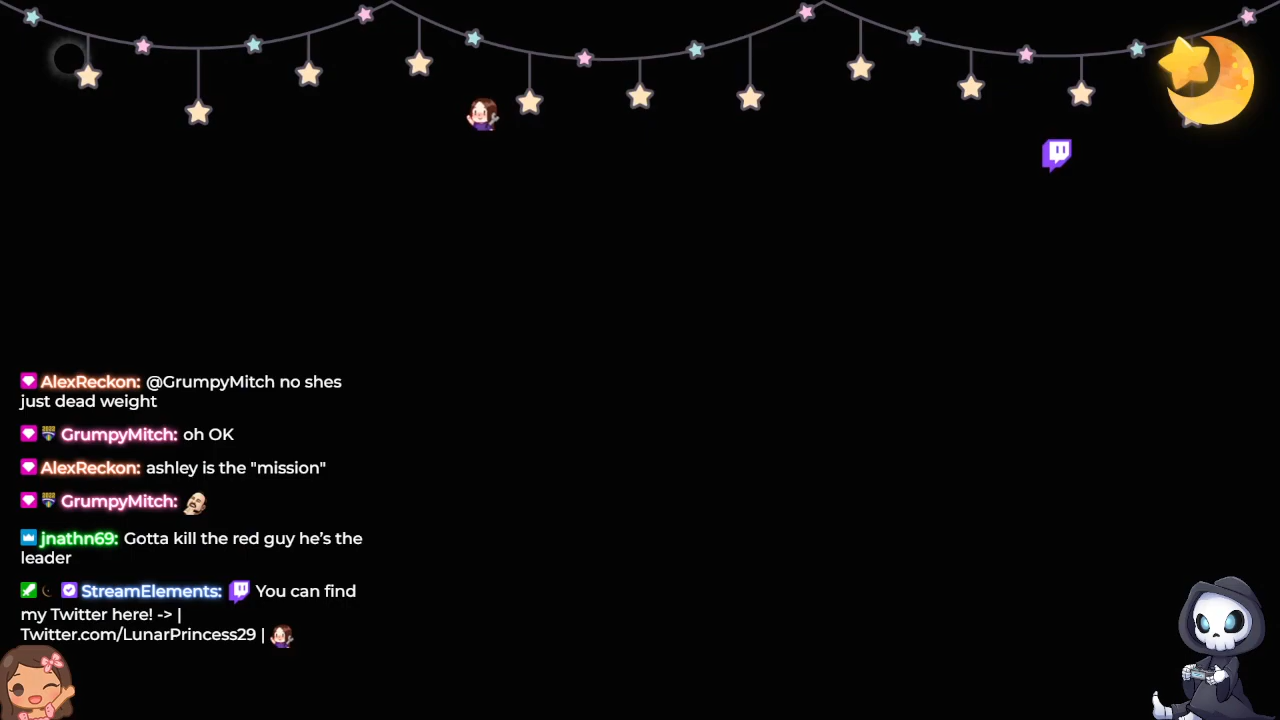 AlexReckon: @GrumpyMitch no shes
just dead weight
GrumpyMitch: oh OK
AlexReckon: ashley is the "mission"
GrumpyMitch:
jnathn69: Gotta kill the red guy he's the
leader
StreamElements: You can find
my Twitter here! -> |
Twitter.com/LunarPrincess29 |